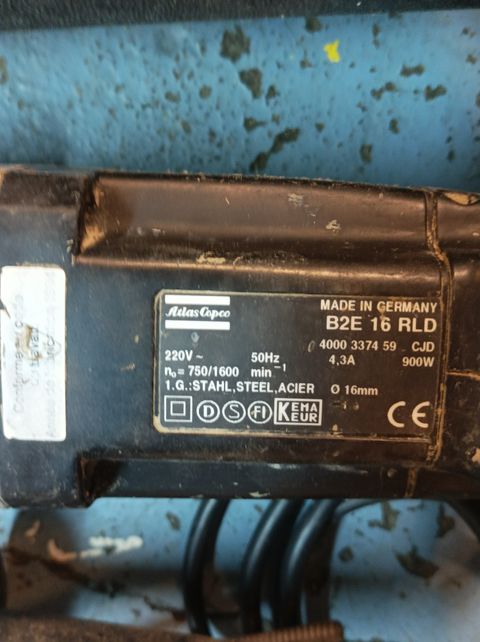 Atlas Copco
MADE IN GERMANY
B2E 16 RLD
4000 3374 59 CJD
220V ~ 50Hz 4,3A 900W
n₀ = 750/1600 min⁻¹
1.G.:STAHL,STEEL,ACIER Ø 16mm
D S FI KEMA KEUR CE